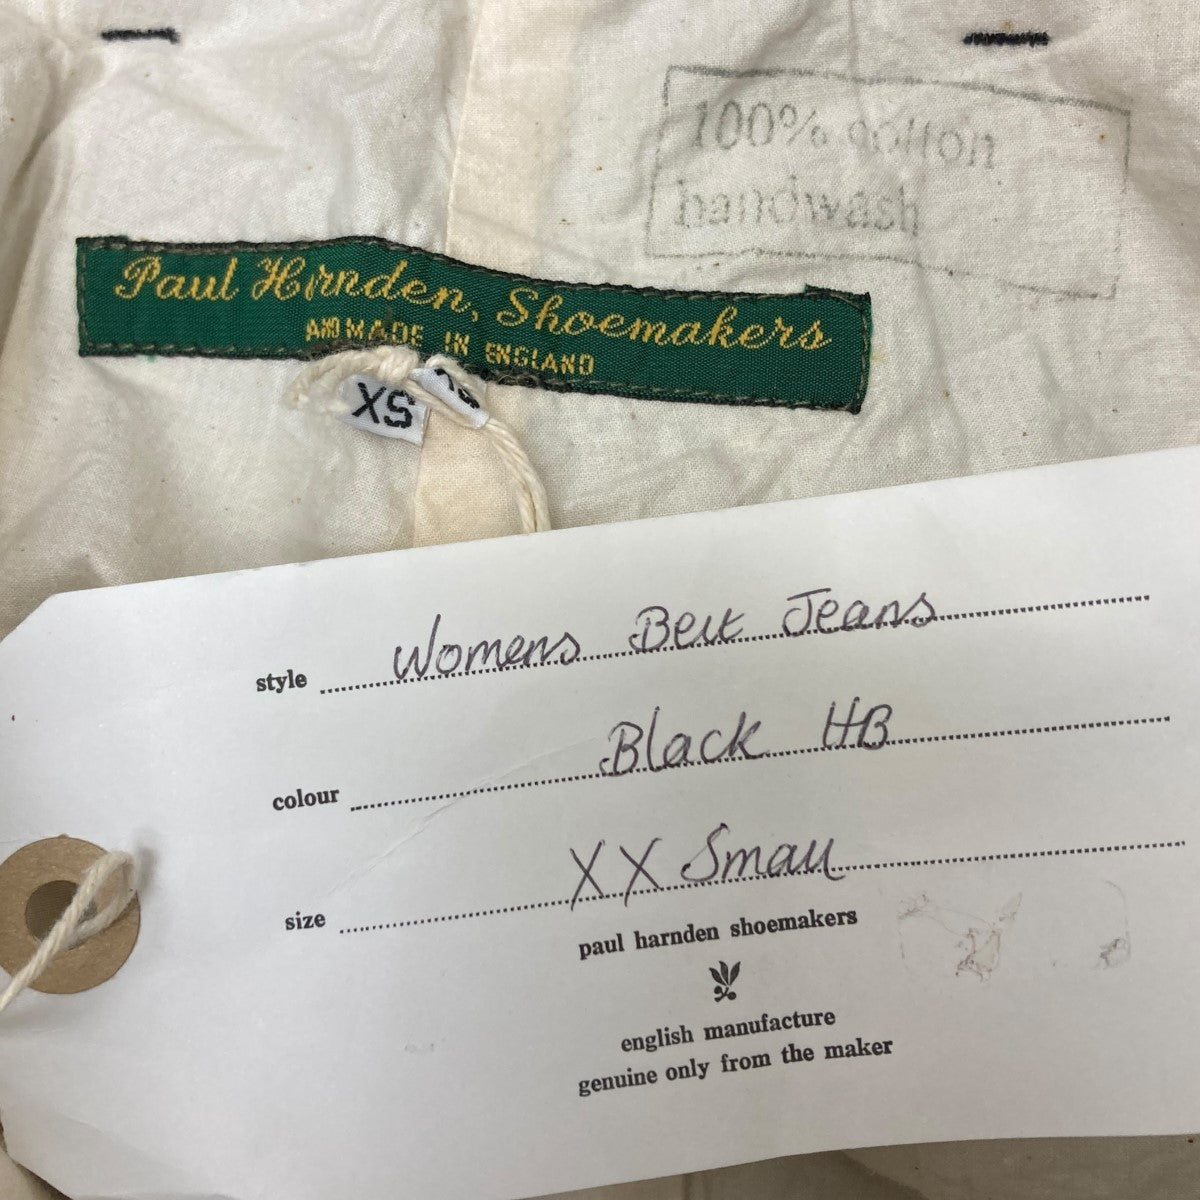 100% cotton
handwash
Paul Harnden, Shoemakers
AND MADE IN ENGLAND
XS
style Womens Belt Jeans
colour Black HB
size XX Small
paul harnden shoemakers
english manufacture
genuine only from the maker